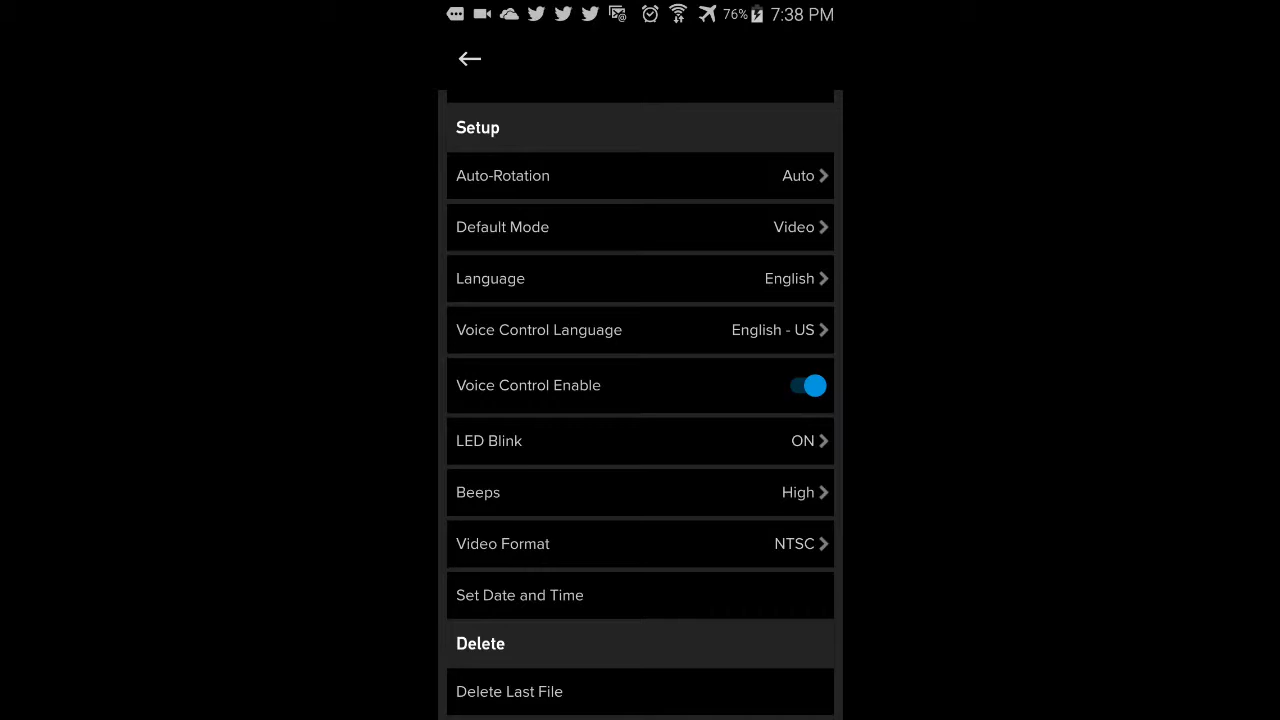 76% 7:38 PM
Setup
Auto-Rotation Auto
Default Mode Video
Language English
Voice Control Language English - US
Voice Control Enable
LED Blink ON
Beeps High
Video Format NTSC
Set Date and Time
Delete
Delete Last File